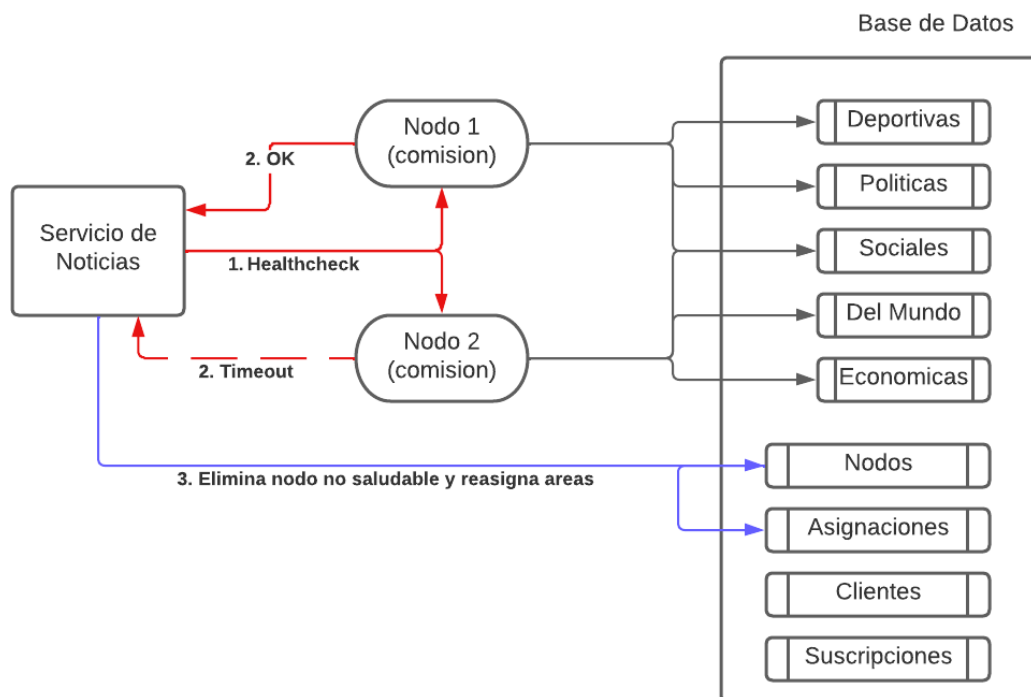 Base de Datos
Nodo 1
(comision)
Deportivas
2. OK
Politicas
Servicio de
Noticias
Sociales
1. Healthcheck
Del Mundo
Nodo 2
(comision)
2. Timeout
Economicas
Nodos
3. Elimina nodo no saludable y reasigna areas
Asignaciones
Clientes
Suscripciones